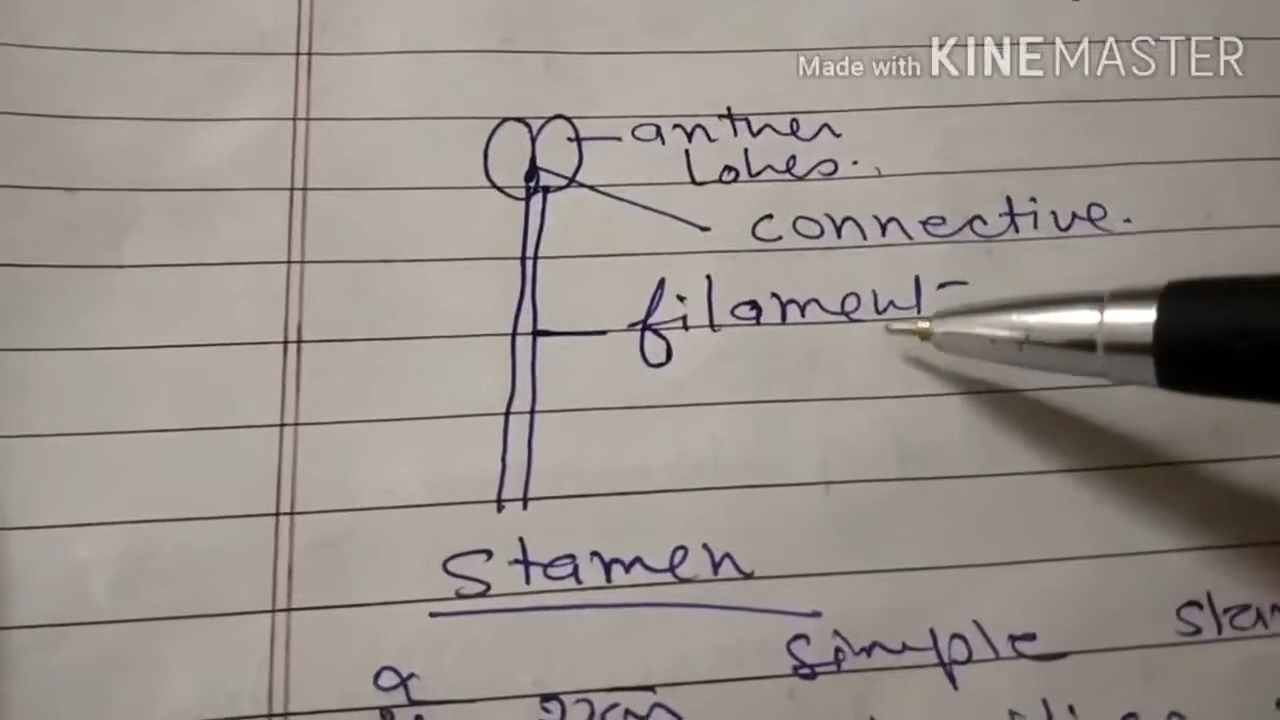 Made with KINEMASTER
anther
Lobes.
connective.
filament
Stamen
simple